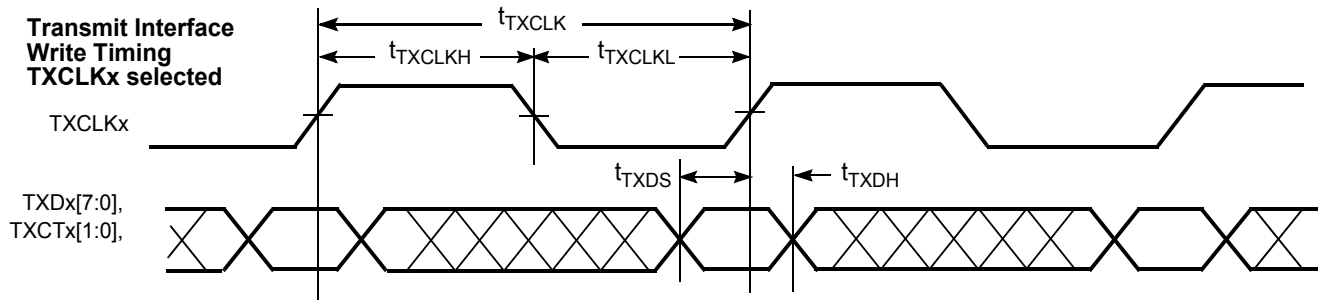 Transmit Interface
Write Timing
TXCLKx selected
tTXCLK
tTXCLKH
tTXCLKL
TXCLKx
tTXDS
tTXDH
TXDx[7:0],
TXCTx[1:0],